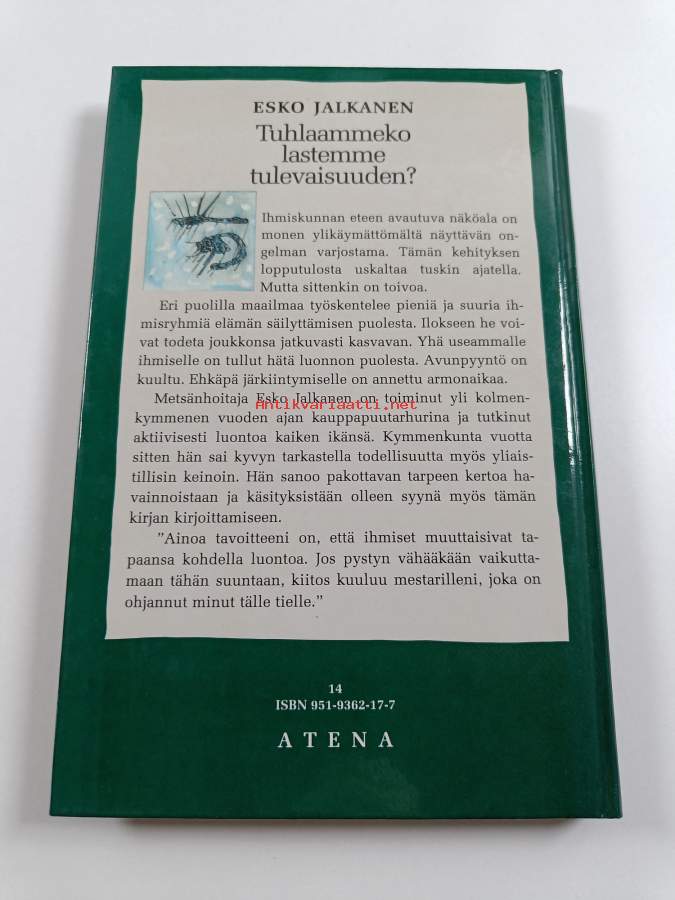 ESKO JALKANEN
Tuhlaammeko
lastemme
tulevaisuuden?
Ihmiskunnan eteen avautuva näköala on
monen ylikäymättömältä näyttävän on-
gelman varjostama. Tämän kehityksen
lopputulosta uskaltaa tuskin ajatella.
Mutta sittenkin on toivoa.
Eri puolilla maailmaa työskentelee pieniä ja suuria ih-
misryhmiä elämän säilyttämisen puolesta. Ilokseen he voi-
vat todeta joukkonsa jatkuvasti kasvavan. Yhä useammalle
ihmiselle on tullut hätä luonnon puolesta. Avunpyyntö on
kuultu. Ehkäpä järkiintymiselle on annettu armonaikaa.
Metsänhoitaja Esko Jalkanen on toiminut yli kolmen-
Antikvariaatti.net
kymmenen vuoden ajan kauppapuutarhurina ja tutkinut
aktiivisesti luontoa kaiken ikänsä. Kymmenkunta vuotta
sitten hän sai kyvyn tarkastella todellisuutta myös yliais-
tillisin keinoin. Hän sanoo pakottavan tarpeen kertoa ha-
vainnoistaan ja käsityksistään olleen syynä myös tämän
kirjan kirjoittamiseen.
”Ainoa tavoitteeni on, että ihmiset muuttaisivat ta-
paansa kohdella luontoa. Jos pystyn vähääkään vaikutta-
maan tähän suuntaan, kiitos kuuluu mestarilleni, joka on
ohjannut minut tälle tielle.”
14
ISBN 951-9362-17-7
ATENA